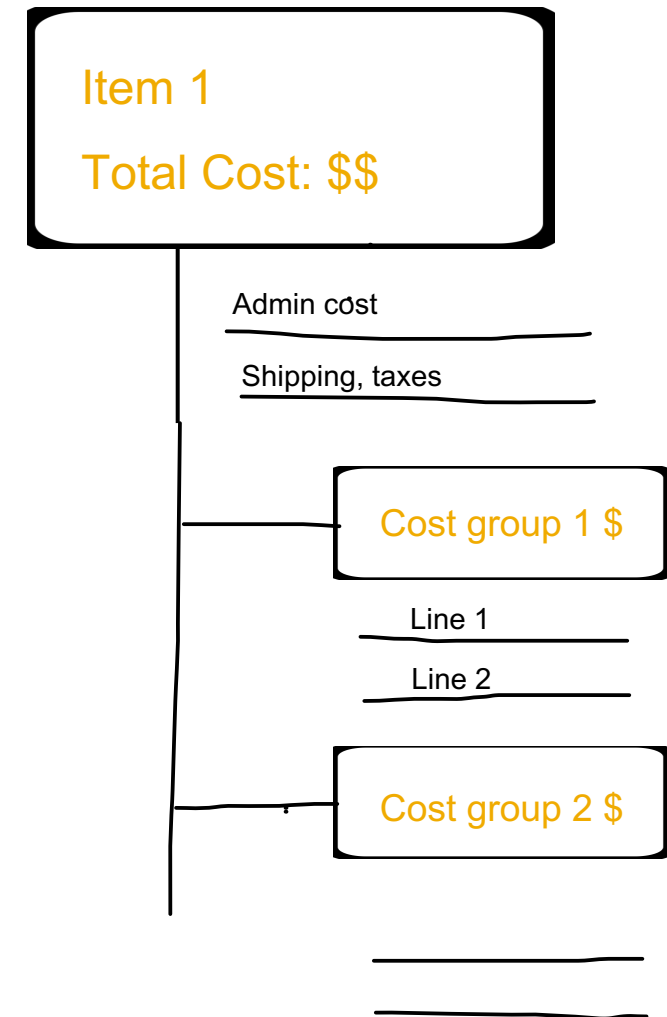 Item 1
Total Cost: $$
Admin cost
Shipping, taxes
Cost group 1 $
Line 1
Line 2
Cost group 2 $